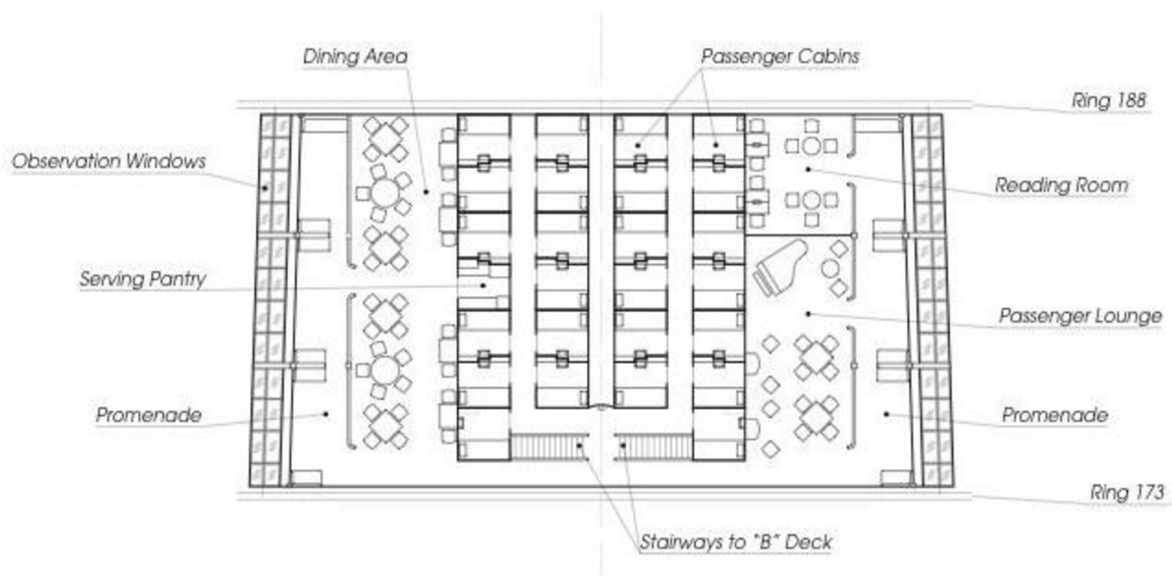 Dining Area
Passenger Cabins
Ring 188
Observation Windows
Reading Room
Serving Pantry
Passenger Lounge
Promenade
Promenade
Ring 173
Stairways to "B" Deck